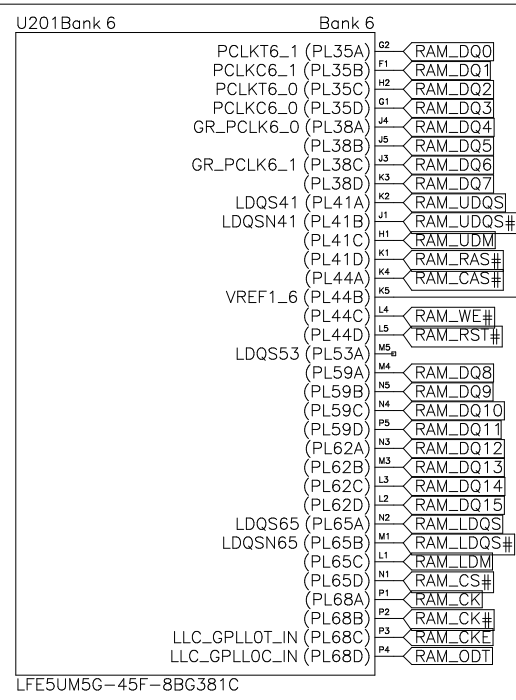 U201Bank 6 Bank 6
PCLKT6_1 (PL35A) G2 RAM_DQ0
PCLKC6_1 (PL35B) F1 RAM_DQ1
PCLKT6_0 (PL35C) H2 RAM_DQ2
PCLKC6_0 (PL35D) G1 RAM_DQ3
GR_PCLK6_0 (PL38A) J4 RAM_DQ4
(PL38B) J5 RAM_DQ5
GR_PCLK6_1 (PL38C) J3 RAM_DQ6
(PL38D) K3 RAM_DQ7
LDQS41 (PL41A) K2 RAM_UDQS
LDQSN41 (PL41B) J1 RAM_UDQS#
(PL41C) H1 RAM_UDM
(PL41D) K1 RAM_RAS#
(PL44A) K4 RAM_CAS#
VREF1_6 (PL44B) K5
(PL44C) L4 RAM_WE#
(PL44D) L5 RAM_RST#
LDQS53 (PL53A) M5
(PL59A) M4 RAM_DQ8
(PL59B) N5 RAM_DQ9
(PL59C) N4 RAM_DQ10
(PL59D) P5 RAM_DQ11
(PL62A) N3 RAM_DQ12
(PL62B) M3 RAM_DQ13
(PL62C) L3 RAM_DQ14
(PL62D) L2 RAM_DQ15
LDQS65 (PL65A) N2 RAM_LDQS
LDQSN65 (PL65B) M1 RAM_LDQS#
(PL65C) L1 RAM_LDM
(PL65D) N1 RAM_CS#
(PL68A) P1 RAM_CK
(PL68B) P2 RAM_CK#
LLC_GPLL0T_IN (PL68C) P3 RAM_CKE
LLC_GPLL0C_IN (PL68D) P4 RAM_ODT
LFE5UM5G-45F-8BG381C